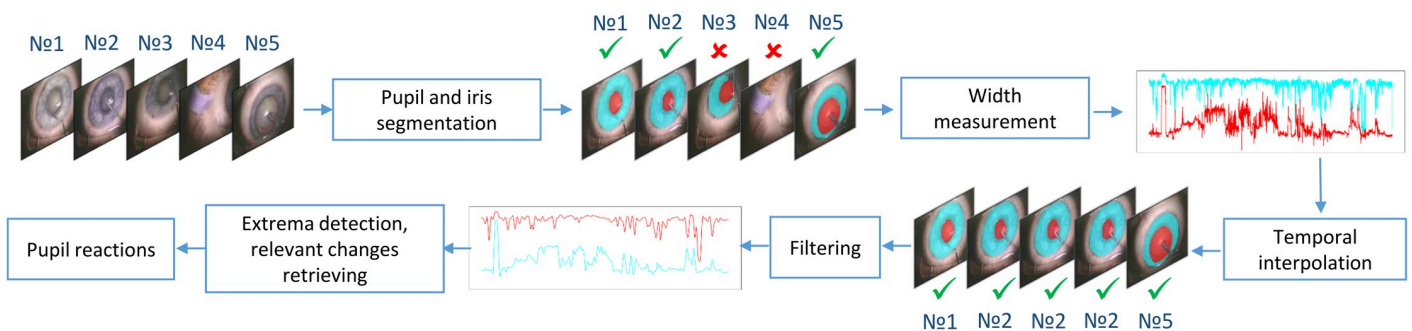 №1 №2 №3 №4 №5
Pupil and iris
segmentation
№1 №2 №3 №4 №5
Width
measurement
Temporal
interpolation
№1 №2 №2 №2 №5
Filtering
Extrema detection,
relevant changes
retrieving
Pupil reactions